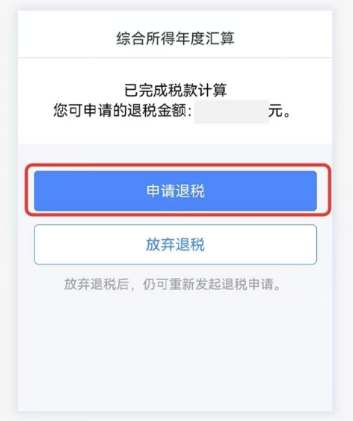 综合所得年度汇算
已完成税款计算
您可申请的退税金额： 元。
申请退税
放弃退税
放弃退税后，仍可重新发起退税申请。